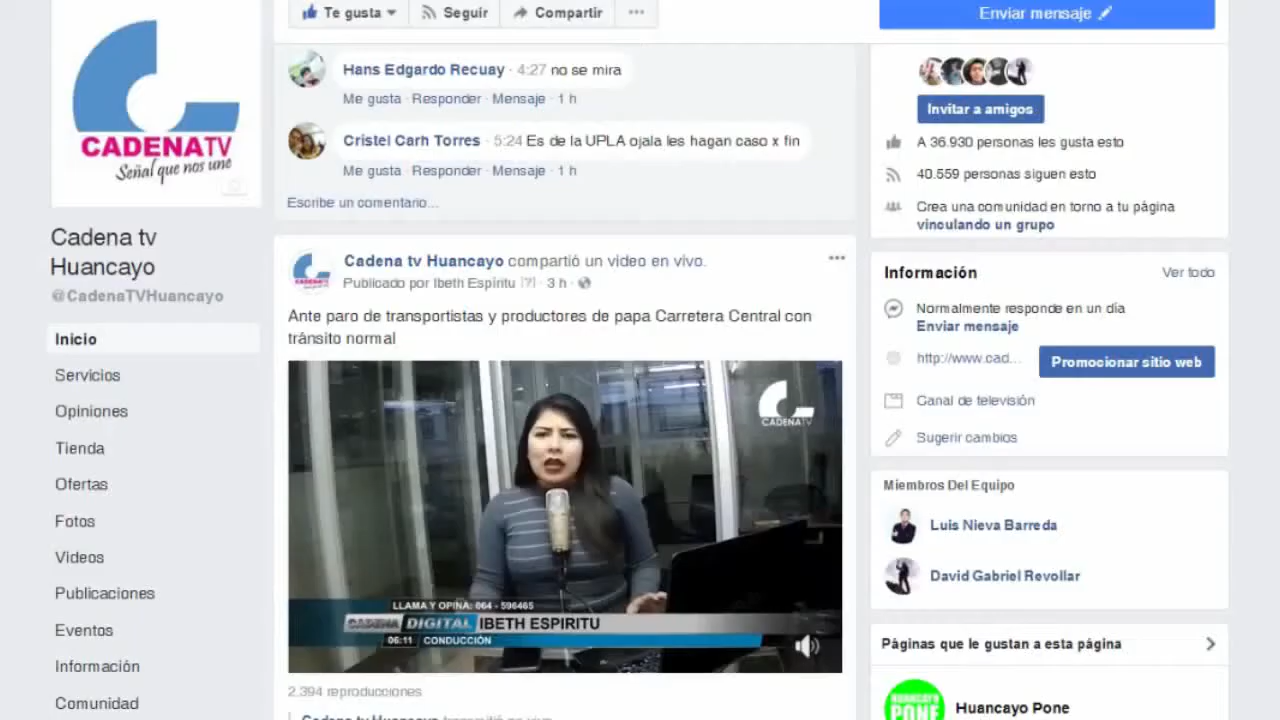 Te gusta
Seguir
Compartir
Enviar mensaje
CADENATV
Señal que nos une
Cadena tv
Huancayo
@CadenaTVHuancayo
Inicio
Servicios
Opiniones
Tienda
Ofertas
Fotos
Videos
Publicaciones
Eventos
Información
Comunidad
Hans Edgardo Recuay · 4:27 no se mira
Me gusta · Responder · Mensaje · 1 h
Cristel Carh Torres · 5:24 Es de la UPLA ojala les hagan caso x fin
Me gusta · Responder · Mensaje · 1 h
Escribe un comentario...
Cadena tv Huancayo compartió un video en vivo.
Publicado por Ibeth Espiritu [?] · 3 h ·
Ante paro de transportistas y productores de papa Carretera Central con
tránsito normal
CADENATV
LLAMA Y OPINA: 064 - 596465
CADENA DIGITAL IBETH ESPIRITU
06:11 CONDUCCIÓN
2.394 reproducciones
Cadena tv Huancayo transmitió en vivo.
Invitar a amigos
A 36.930 personas les gusta esto
40.559 personas siguen esto
Crea una comunidad en torno a tu página
vinculando un grupo
Información Ver todo
Normalmente responde en un día
Enviar mensaje
http://www.cad... Promocionar sitio web
Canal de televisión
Sugerir cambios
Miembros Del Equipo
Luis Nieva Barreda
David Gabriel Revollar
Páginas que le gustan a esta página
HUANCAYO
PONE
Huancayo Pone